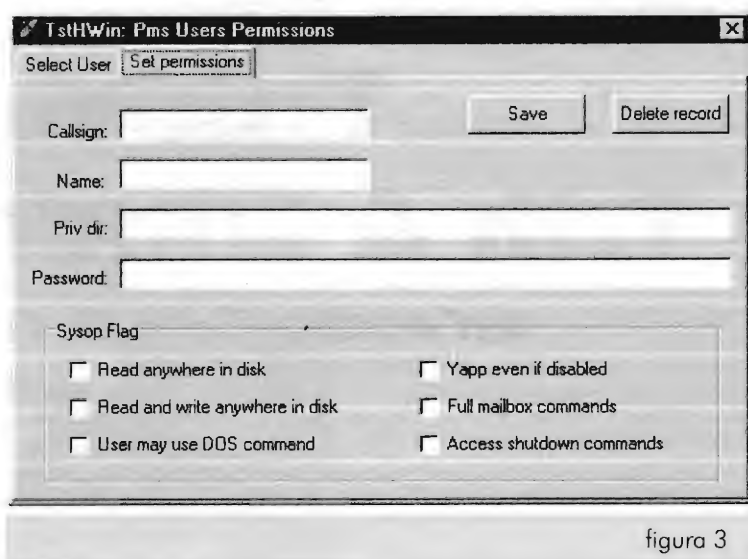 TstHWin: Pms Users Permissions
Select User Set permissions
Save Delete record
Callsign:
Name:
Priv dir:
Password:
Sysop Flag
Read anywhere in disk Yapp even if disabled
Read and write anywhere in disk Full mailbox commands
User may use DOS command Access shutdown commands
figura 3